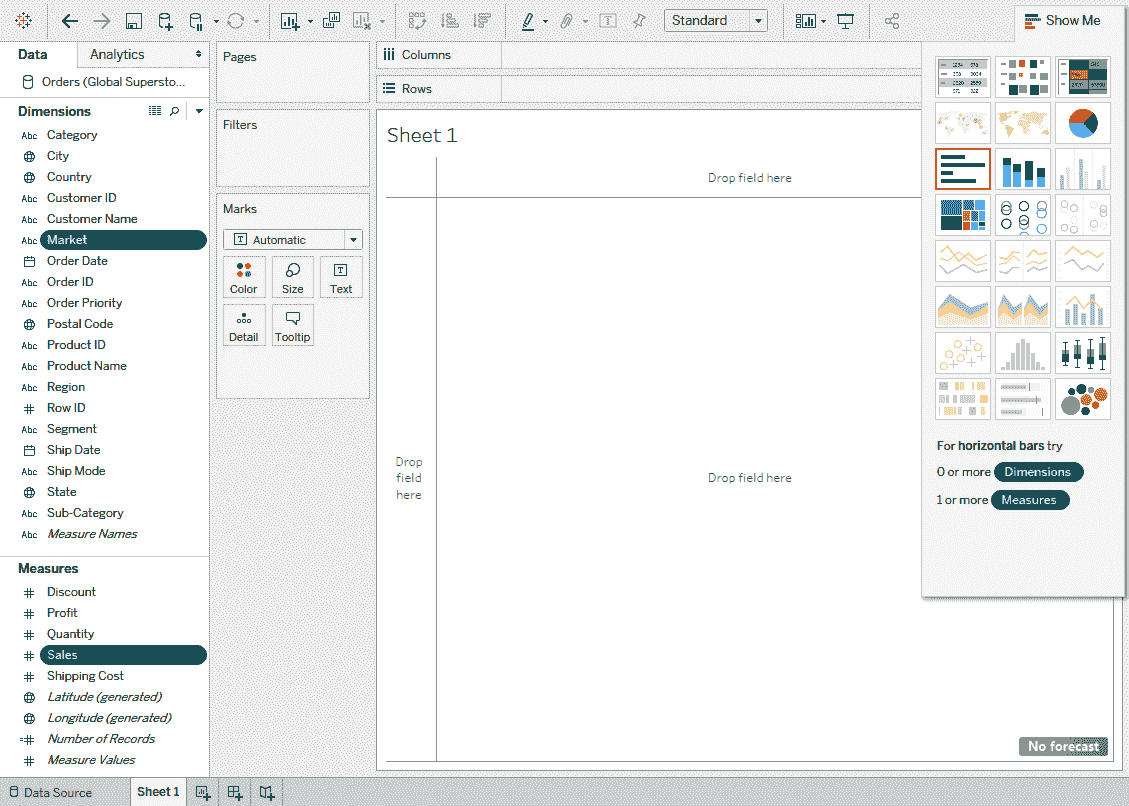 Standard
Show Me
Data
Analytics
Orders (Global Supersto...
Dimensions
Abc Category
City
Country
Abc Customer ID
Abc Customer Name
Abc Market
Order Date
Abc Order ID
Abc Order Priority
Postal Code
Abc Product ID
Abc Product Name
Abc Region
# Row ID
Abc Segment
Ship Date
Abc Ship Mode
State
Abc Sub-Category
Abc Measure Names
Measures
# Discount
# Profit
# Quantity
# Sales
# Shipping Cost
Latitude (generated)
Longitude (generated)
=# Number of Records
# Measure Values
Pages
Filters
Marks
T Automatic
Color
Size
Text
Detail
Tooltip
Columns
Rows
Sheet 1
Drop field here
Drop
field
here
Drop field here
For horizontal bars try
0 or more Dimensions
1 or more Measures
No forecast
Data Source
Sheet 1